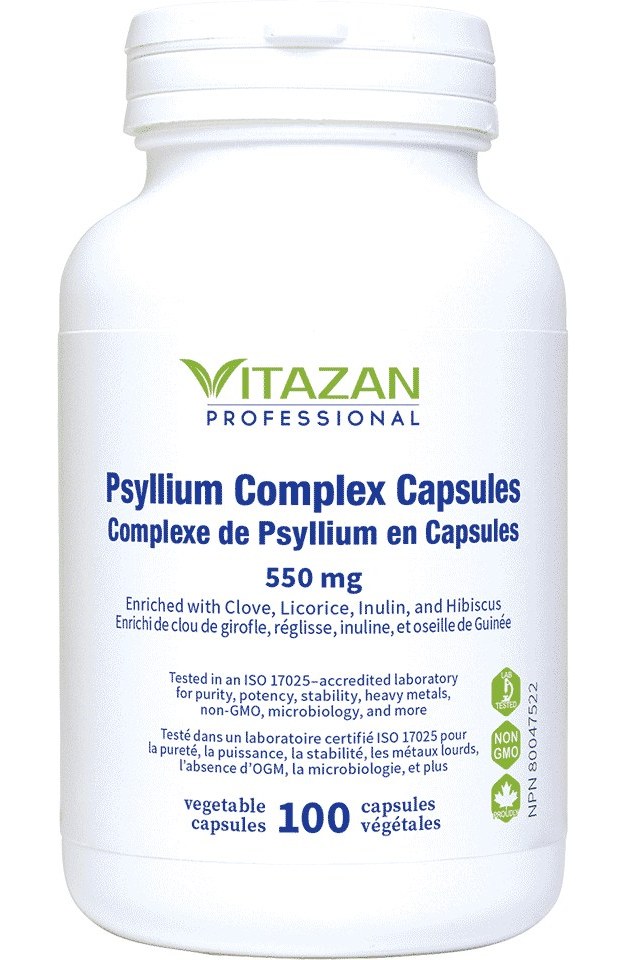 VITAZAN
PROFESSIONAL
Psyllium Complex Capsules
Complexe de Psyllium en Capsules
550 mg
Enriched with Clove, Licorice, Inulin, and Hibiscus
Enrichi de clou de girofle, réglisse, inuline, et oseille de Guinée
Tested in an ISO 17025–accredited laboratory
for purity, potency, stability, heavy metals,
non-GMO, microbiology, and more
Testé dans un laboratoire certifié ISO 17025 pour
la pureté, la puissance, la stabilité, les métaux lourds,
l'absence d'OGM, la microbiologie, et plus
LAB
TESTED
NON
GMO
PROUDLY
NPN 80047522
vegetable capsules
100
capsules végétales